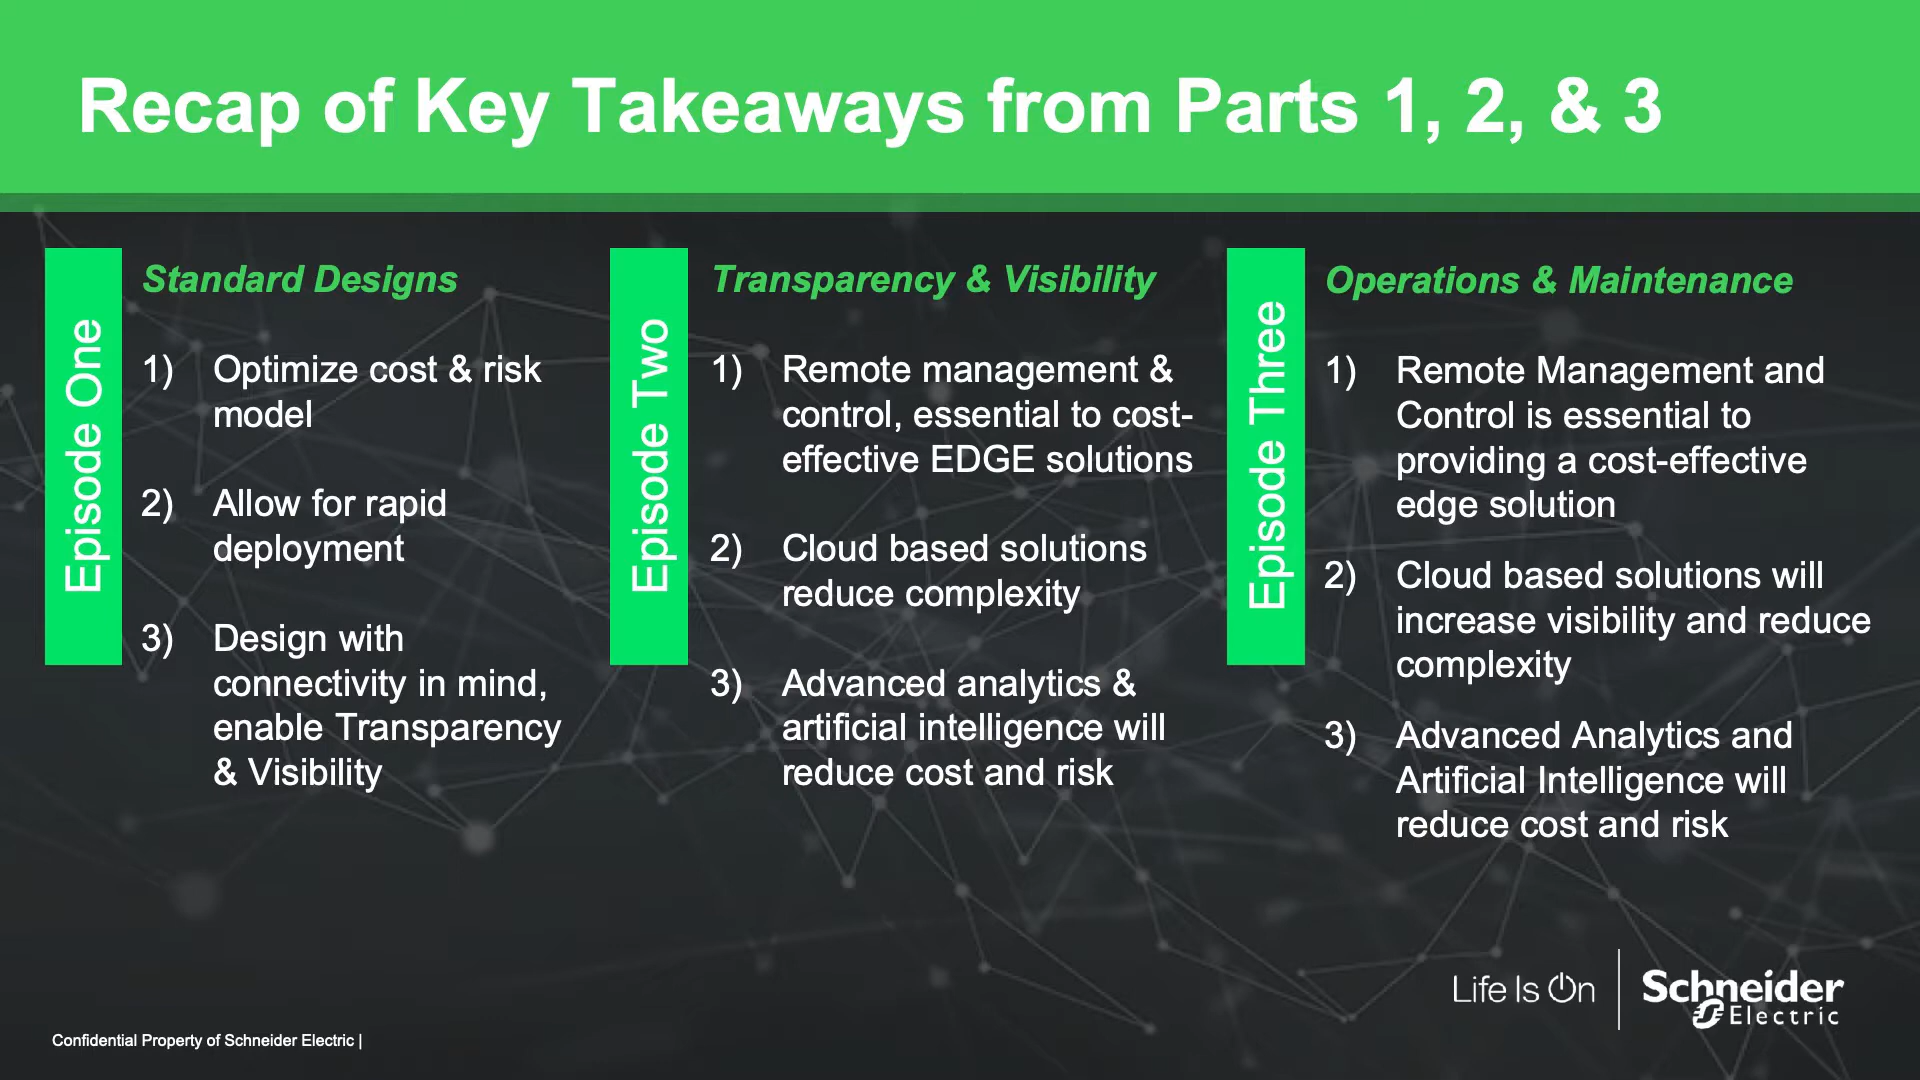 Recap of Key Takeaways from Parts 1, 2, & 3
Episode One
Standard Designs
1) Optimize cost & risk
model
2) Allow for rapid
deployment
3) Design with
connectivity in mind,
enable Transparency
& Visibility
Episode Two
Transparency & Visibility
1) Remote management &
control, essential to cost-
effective EDGE solutions
2) Cloud based solutions
reduce complexity
3) Advanced analytics &
artificial intelligence will
reduce cost and risk
Episode Three
Operations & Maintenance
1) Remote Management and
Control is essential to
providing a cost-effective
edge solution
2) Cloud based solutions will
increase visibility and reduce
complexity
3) Advanced Analytics and
Artificial Intelligence will
reduce cost and risk
Life Is On
Schneider
Electric
Confidential Property of Schneider Electric |